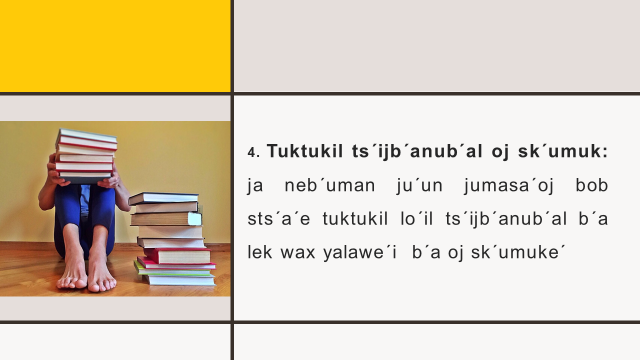 4. Tuktukil ts´ijb´anub´al oj sk´umuk:
ja neb´uman ju´un jumasa´oj bob
sts´a´e tuktukil lo´il ts´ijb´anub´al b´a
lek wax yalawe´i b´a oj sk´umuke´